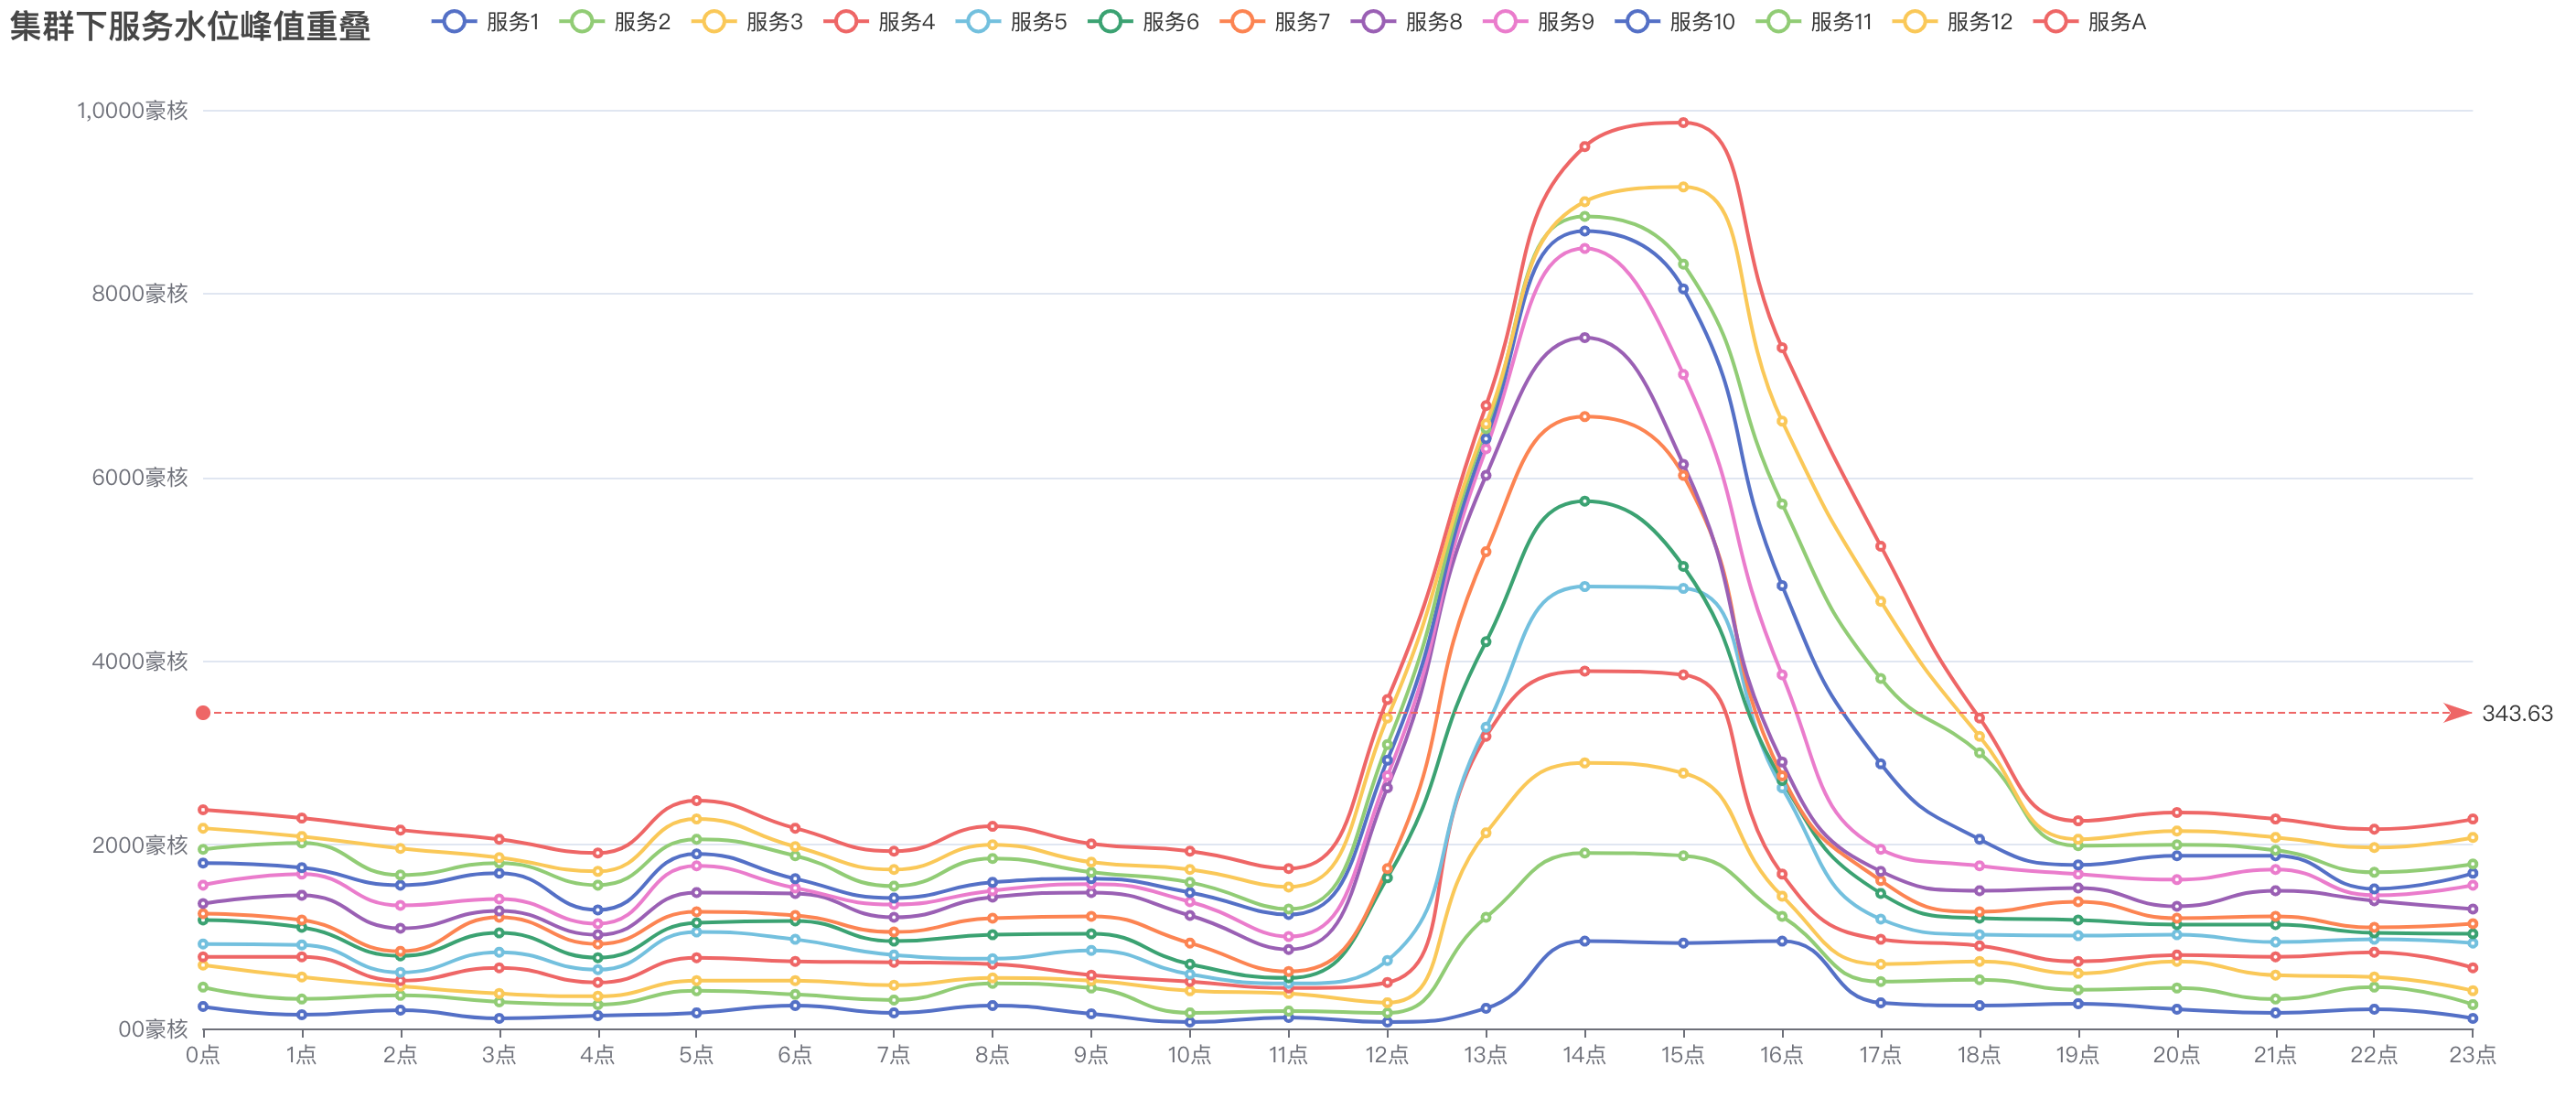 集群下服务水位峰值重叠
服务1 服务2 服务3 服务4 服务5 服务6 服务7 服务8 服务9 服务10 服务11 服务12 服务A
1,0000豪核
8000豪核
6000豪核
4000豪核
343.63
2000豪核
00豪核
0点 1点 2点 3点 4点 5点 6点 7点 8点 9点 10点 11点 12点 13点 14点 15点 16点 17点 18点 19点 20点 21点 22点 23点